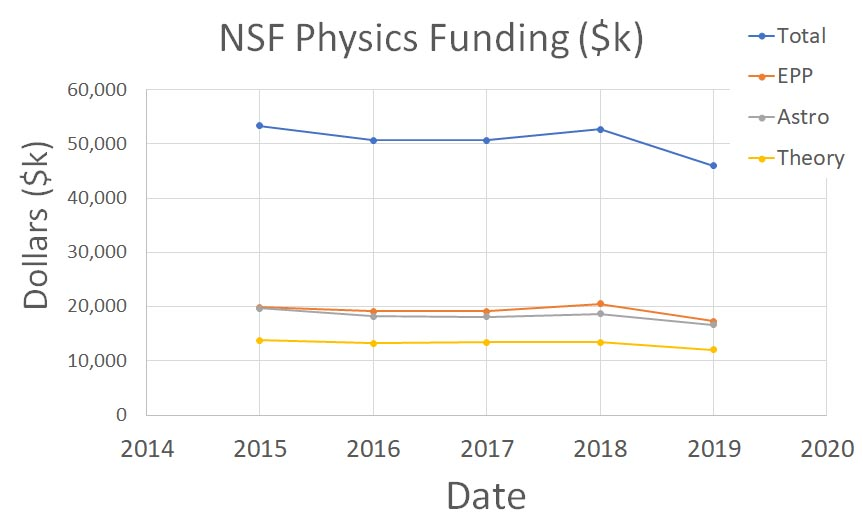 NSF Physics Funding ($k)
Total
EPP
Astro
Theory
Dollars ($k)
60,000
50,000
40,000
30,000
20,000
10,000
0
2014 2015 2016 2017 2018 2019 2020
Date